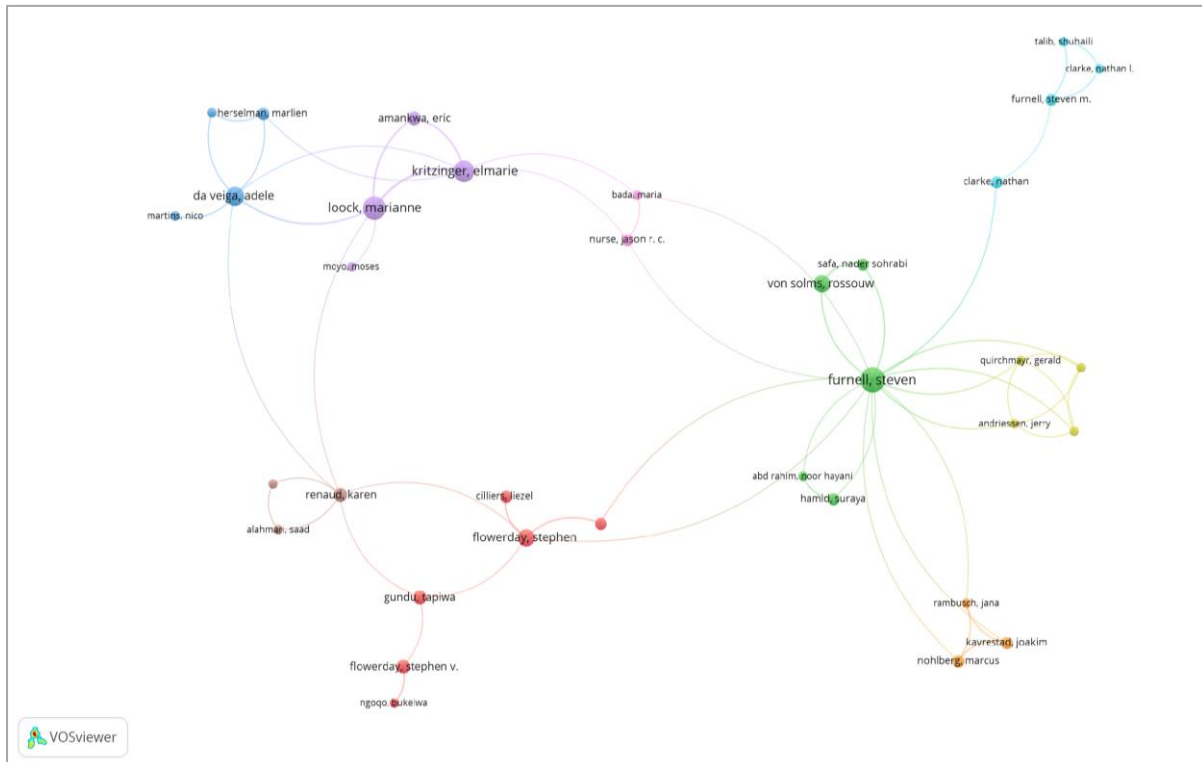 talib, shuhaili
clarke, nathan l.
furnell, steven m.
herselman, marlien
amankwa, eric
kritzinger, elmarie
clarke, nathan
da veiga, adele
bada, maria
loock, marianne
martins, nico
nurse, jason r. c.
moyo, moses
safa, nader sohrabi
von solms, rossouw
quirchmayr, gerald
furnell, steven
andriessen, jerry
abd rahim, noor hayani
renaud, karen
cilliers, liezel
hamid, suraya
alahmari, saad
flowerday, stephen
gundu, tapiwa
rambusch, jana
kavrestad, joakim
nohlberg, marcus
flowerday, stephen v.
ngoqo, bukelwa
VOSviewer